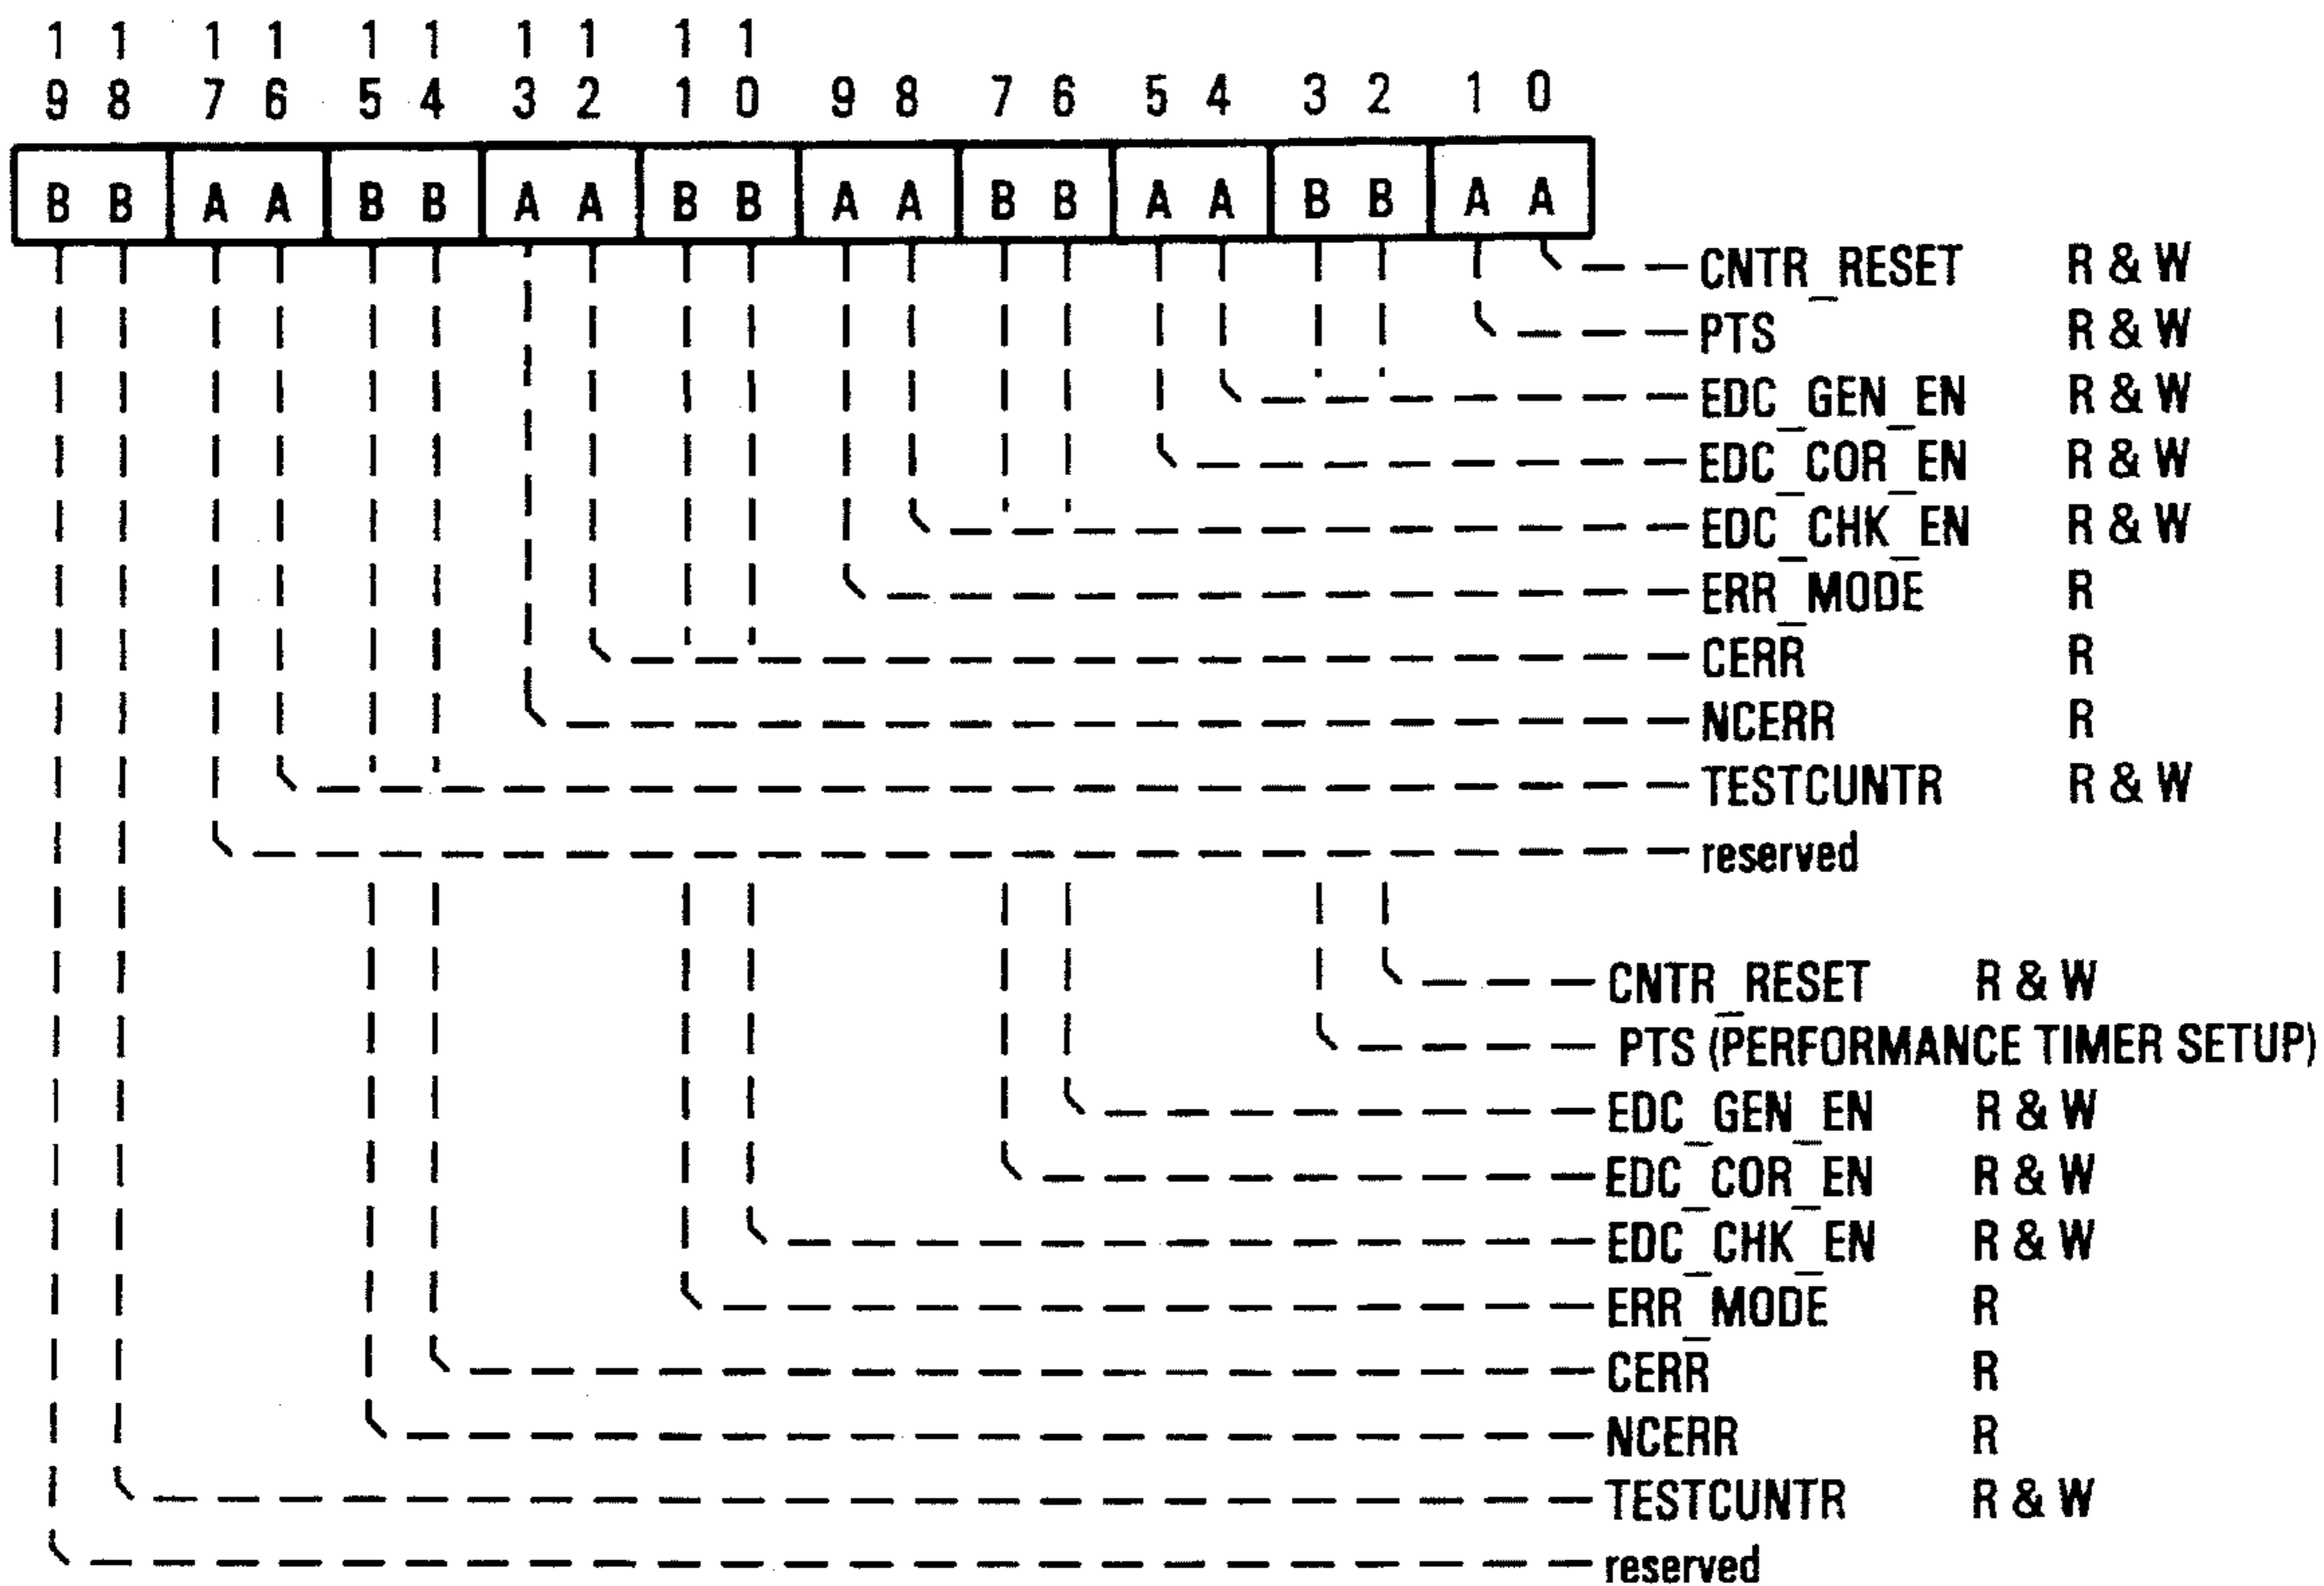 1 1 1 1 1 1 1 1 1 1
9 8 7 6 5 4 3 2 1 0 9 8 7 6 5 4 3 2 1 0
B B A A B B A A B B A A B B A A B B A A
CNTR_RESET R & W
PTS R & W
EDC_GEN_EN R & W
EDC_COR_EN R & W
EDC_CHK_EN R & W
ERR_MODE R
CERR R
NCERR R
TESTCUNTR R & W
reserved
CNTR_RESET R & W
PTS (PERFORMANCE TIMER SETUP)
EDC_GEN_EN R & W
EDC_COR_EN R & W
EDC_CHK_EN R & W
ERR_MODE R
CERR R
NCERR R
TESTCUNTR R & W
reserved